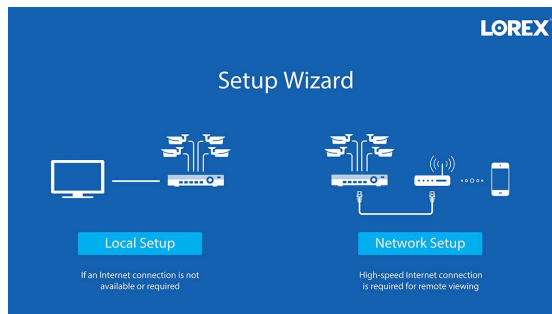 LOREX
Setup Wizard
Local Setup
If an Internet connection is not
available or required
Network Setup
High-speed Internet connection
is required for remote viewing